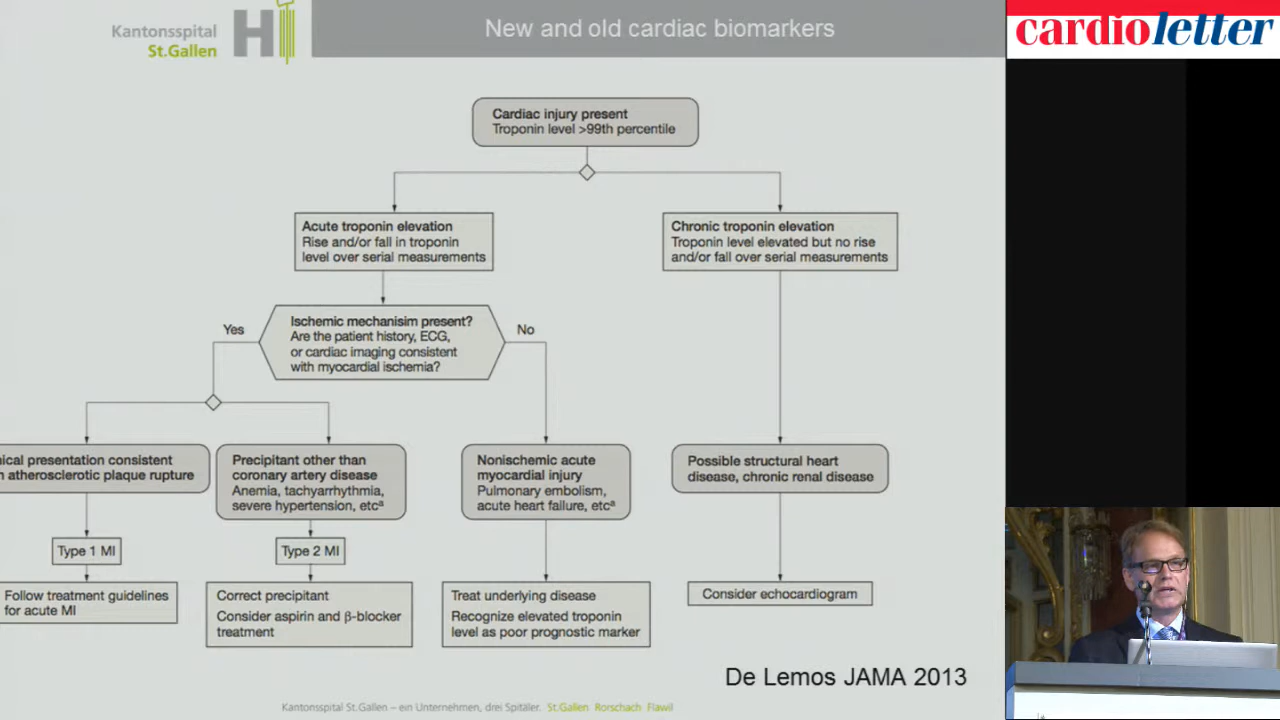 Kantonsspital
St.Gallen
New and old cardiac biomarkers
cardioletter
Cardiac injury present
Troponin level >99th percentile
Acute troponin elevation
Rise and/or fall in troponin
level over serial measurements
Chronic troponin elevation
Troponin level elevated but no rise
and/or fall over serial measurements
Yes
Ischemic mechanisim present?
Are the patient history, ECG,
or cardiac imaging consistent
with myocardial ischemia?
No
presentation consistent
atherosclerotic plaque rupture
Precipitant other than
coronary artery disease
Anemia, tachyarrhythmia,
severe hypertension, etcª
Nonischemic acute
myocardial injury
Pulmonary embolism,
acute heart failure, etcª
Possible structural heart
disease, chronic renal disease
Type 1 MI
Type 2 MI
Follow treatment guidelines
for acute MI
Correct precipitant
Consider aspirin and β-blocker
treatment
Treat underlying disease
Recognize elevated troponin
level as poor prognostic marker
Consider echocardiogram
De Lemos JAMA 2013
Kantonsspital St.Gallen – ein Unternehmen, drei Spitäler. St.Gallen Rorschach Flawil